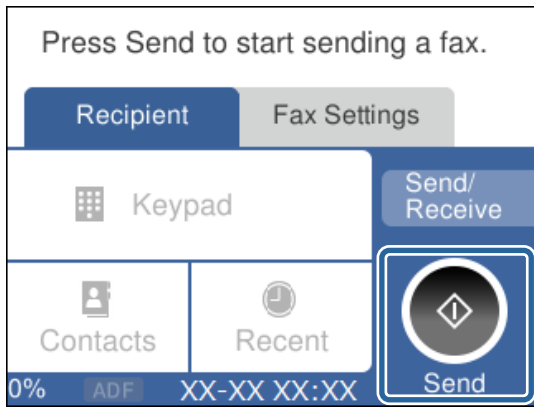 Press Send to start sending a fax.
Recipient
Fax Settings
Keypad
Send/
Receive
Contacts
Recent
0%
ADF
XX-XX XX:XX
Send